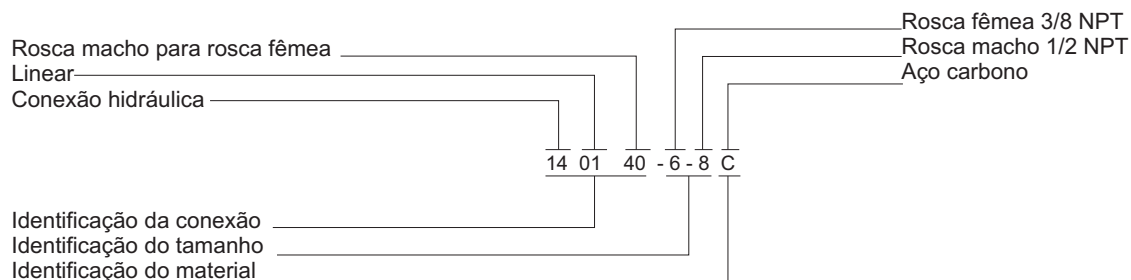 Rosca fêmea 3/8 NPT
Rosca macho para rosca fêmea
Rosca macho 1/2 NPT
Linear
Aço carbono
Conexão hidráulica
14 01 40 - 6 - 8 C
Identificação da conexão
Identificação do tamanho
Identificação do material